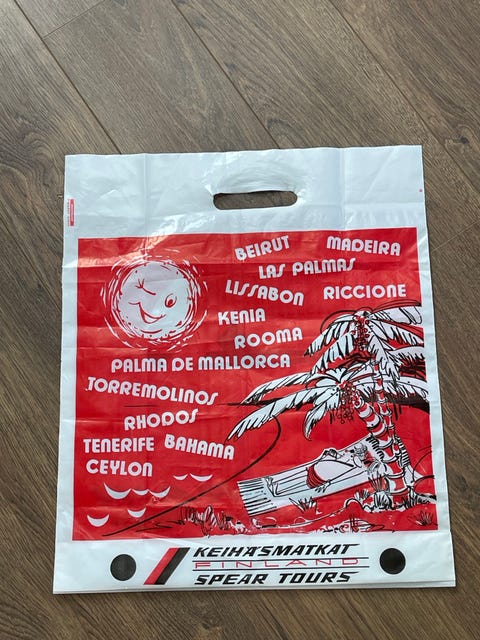 BEIRUT MADEIRA
LAS PALMAS
LISSABON RICCIONE
KENIA
ROOMA
PALMA DE MALLORCA
TORREMOLINOS
RHODOS
TENERIFE BAHAMA
CEYLON
KEIHÄSMATKAT
FINLAND
SPEAR TOURS